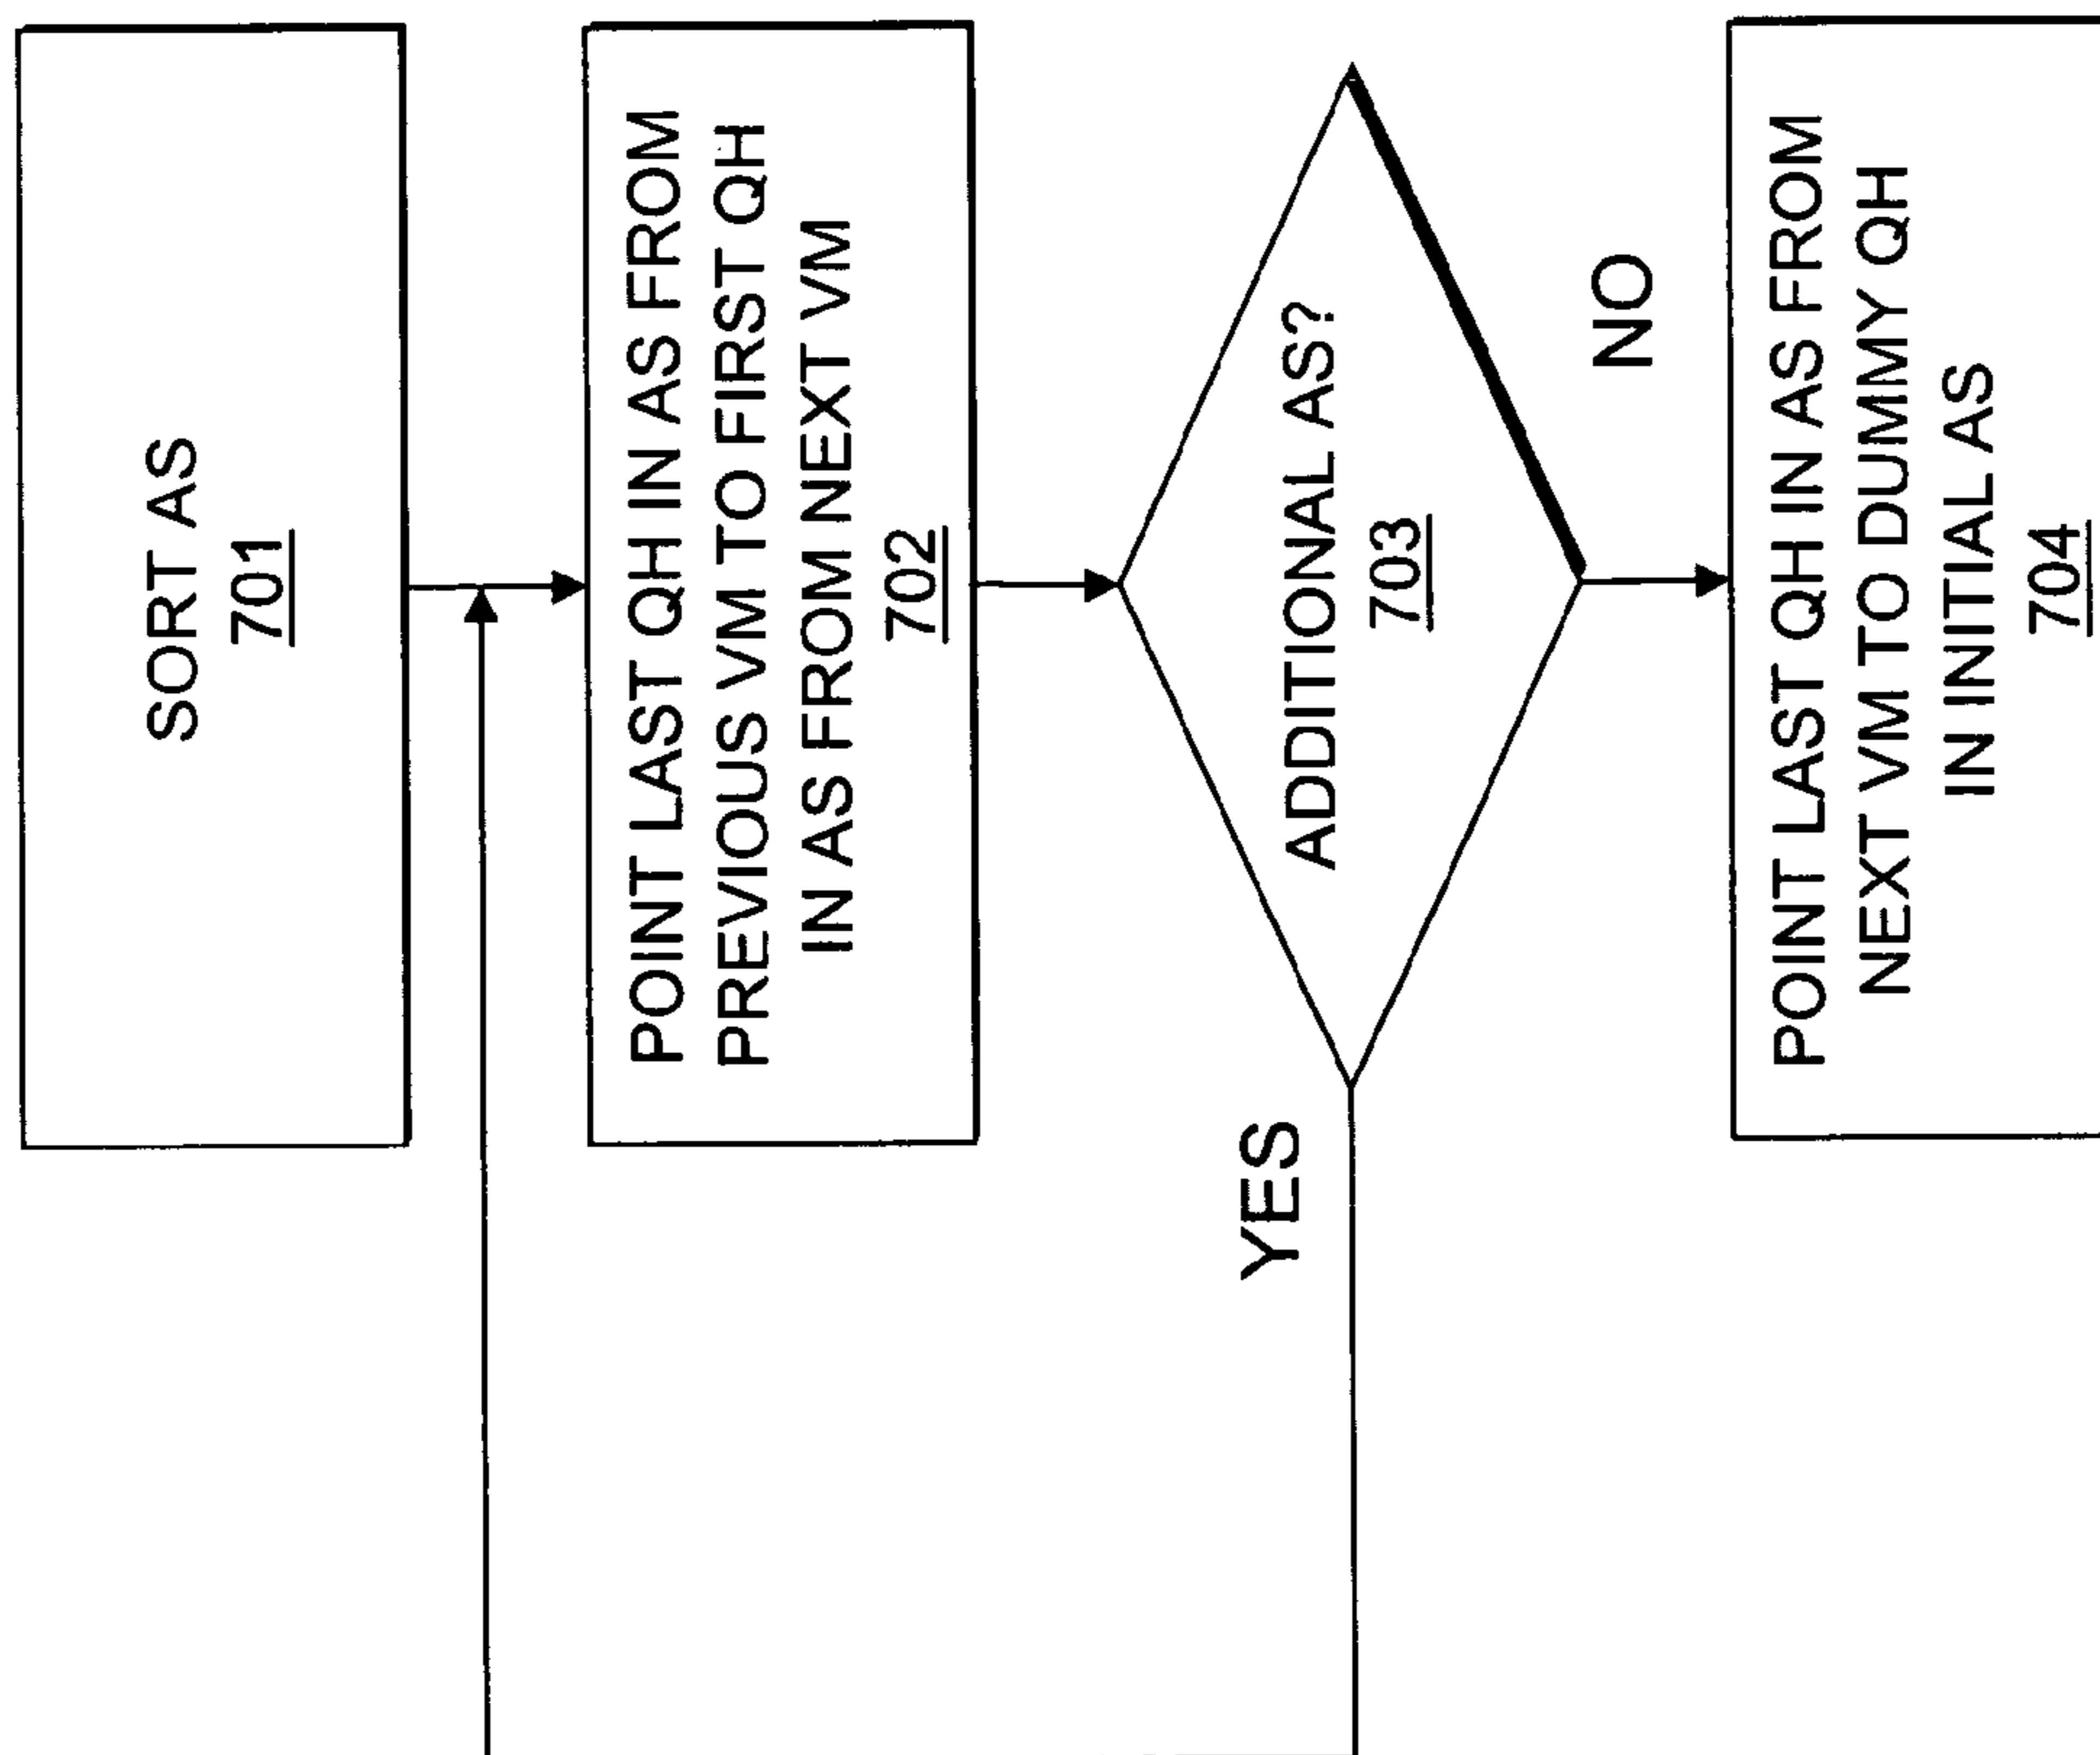 SORT AS
701
POINT LAST QH IN AS FROM
PREVIOUS VM TO FIRST QH
IN AS FROM NEXT VM
702
ADDITIONAL AS?
703
YES
NO
POINT LAST QH IN AS FROM
NEXT VM TO DUMMY QH
IN INITIAL AS
704